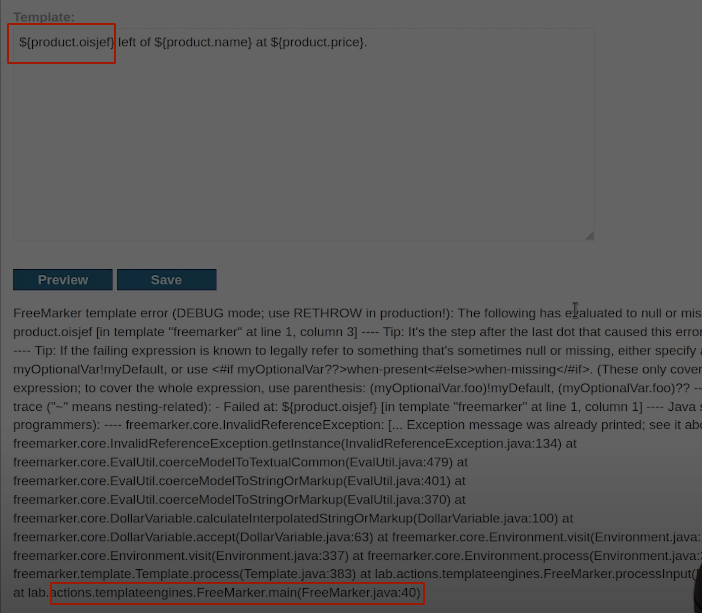 Template:
${product.oisjef} left of ${product.name} at ${product.price}.
Preview Save
FreeMarker template error (DEBUG mode; use RETHROW in production!): The following has evaluated to null or mis
product.oisjef [in template "freemarker" at line 1, column 3] ---- Tip: It's the step after the last dot that caused this error
---- Tip: If the failing expression is known to legally refer to something that's sometimes null or missing, either specify a
myOptionalVar!myDefault, or use <#if myOptionalVar??>when-present<#else>when-missing</#if>. (These only cover
expression; to cover the whole expression, use parenthesis: (myOptionalVar.foo)!myDefault, (myOptionalVar.foo)?? --
trace ("~" means nesting-related): - Failed at: ${product.oisjef} [in template "freemarker" at line 1, column 1] ---- Java s
programmers): ---- freemarker.core.InvalidReferenceException: [... Exception message was already printed; see it abo
freemarker.core.InvalidReferenceException.getInstance(InvalidReferenceException.java:134) at
freemarker.core.EvalUtil.coerceModelToTextualCommon(EvalUtil.java:479) at
freemarker.core.EvalUtil.coerceModelToStringOrMarkup(EvalUtil.java:401) at
freemarker.core.EvalUtil.coerceModelToStringOrMarkup(EvalUtil.java:370) at
freemarker.core.DollarVariable.calculateInterpolatedStringOrMarkup(DollarVariable.java:100) at
freemarker.core.DollarVariable.accept(DollarVariable.java:63) at freemarker.core.Environment.visit(Environment.java:
freemarker.core.Environment.visit(Environment.java:337) at freemarker.core.Environment.process(Environment.java:
freemarker.template.Template.process(Template.java:383) at lab.actions.templateengines.FreeMarker.processInput(
at lab.actions.templateengines.FreeMarker.main(FreeMarker.java:40)